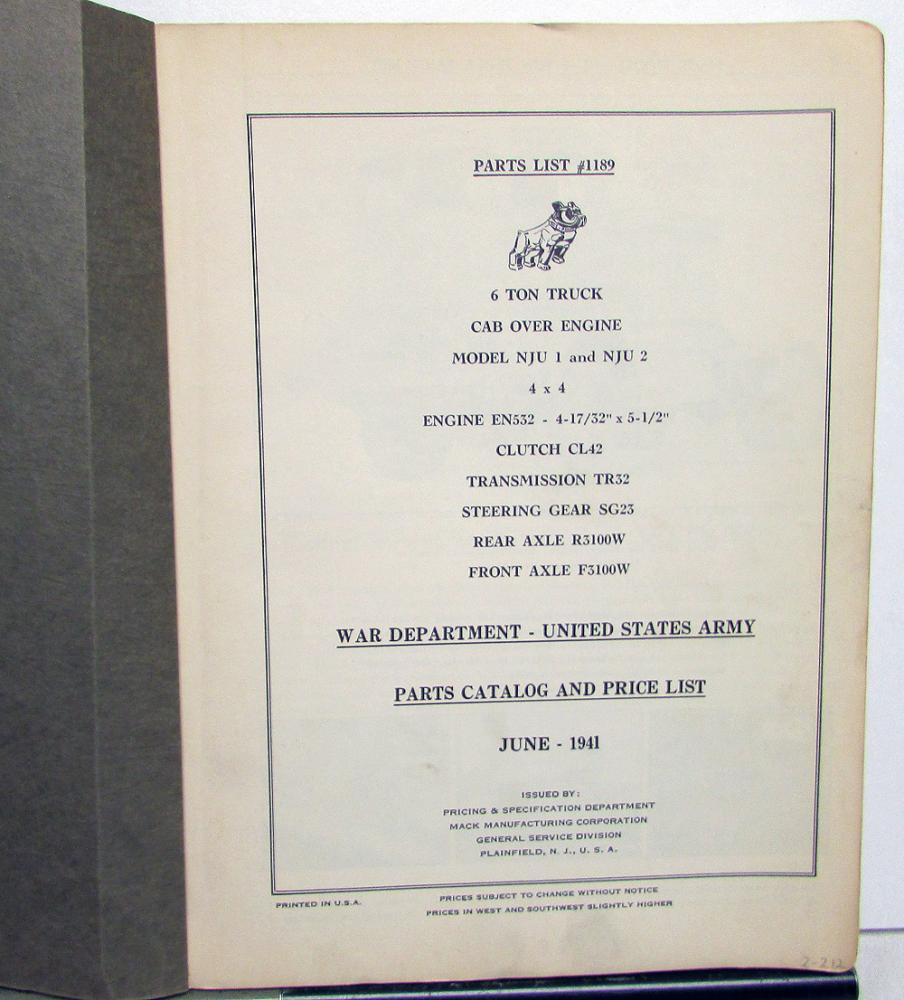 PARTS LIST #1189
6 TON TRUCK
CAB OVER ENGINE
MODEL NJU 1 and NJU 2
4 x 4
ENGINE EN532 - 4-17/32" x 5-1/2"
CLUTCH CL42
TRANSMISSION TR32
STEERING GEAR SG23
REAR AXLE R3100W
FRONT AXLE F3100W
WAR DEPARTMENT - UNITED STATES ARMY
PARTS CATALOG AND PRICE LIST
JUNE - 1941
ISSUED BY:
PRICING & SPECIFICATION DEPARTMENT
MACK MANUFACTURING CORPORATION
GENERAL SERVICE DIVISION
PLAINFIELD, N. J., U. S. A.
PRINTED IN U.S.A.
PRICES SUBJECT TO CHANGE WITHOUT NOTICE
PRICES IN WEST AND SOUTHWEST SLIGHTLY HIGHER
2-212